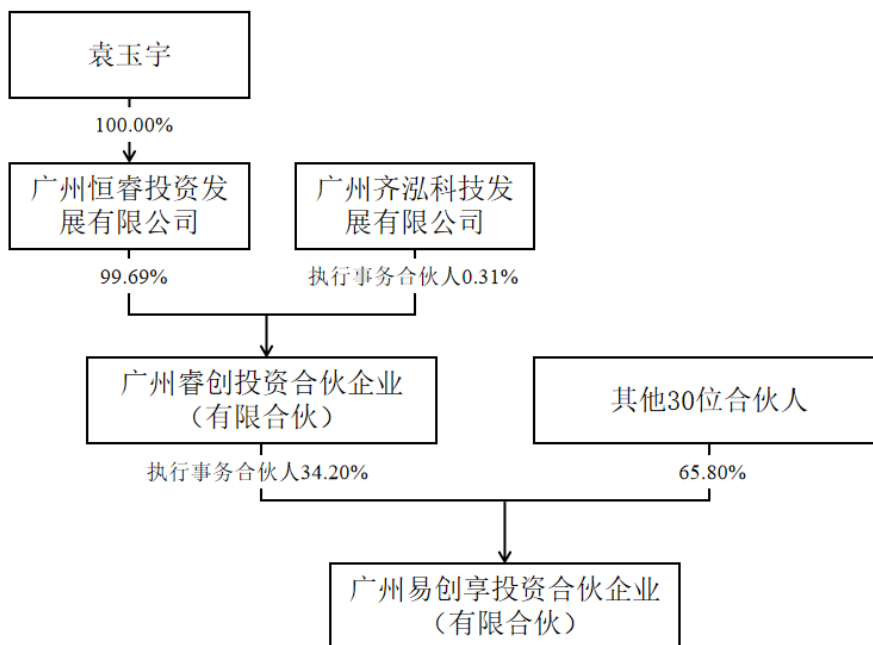 袁玉宇
100.00%
广州恒睿投资发
展有限公司
广州齐泓科技发
展有限公司
99.69%
执行事务合伙人0.31%
广州睿创投资合伙企业
（有限合伙）
其他30位合伙人
执行事务合伙人34.20%
65.80%
广州易创享投资合伙企业
（有限合伙）